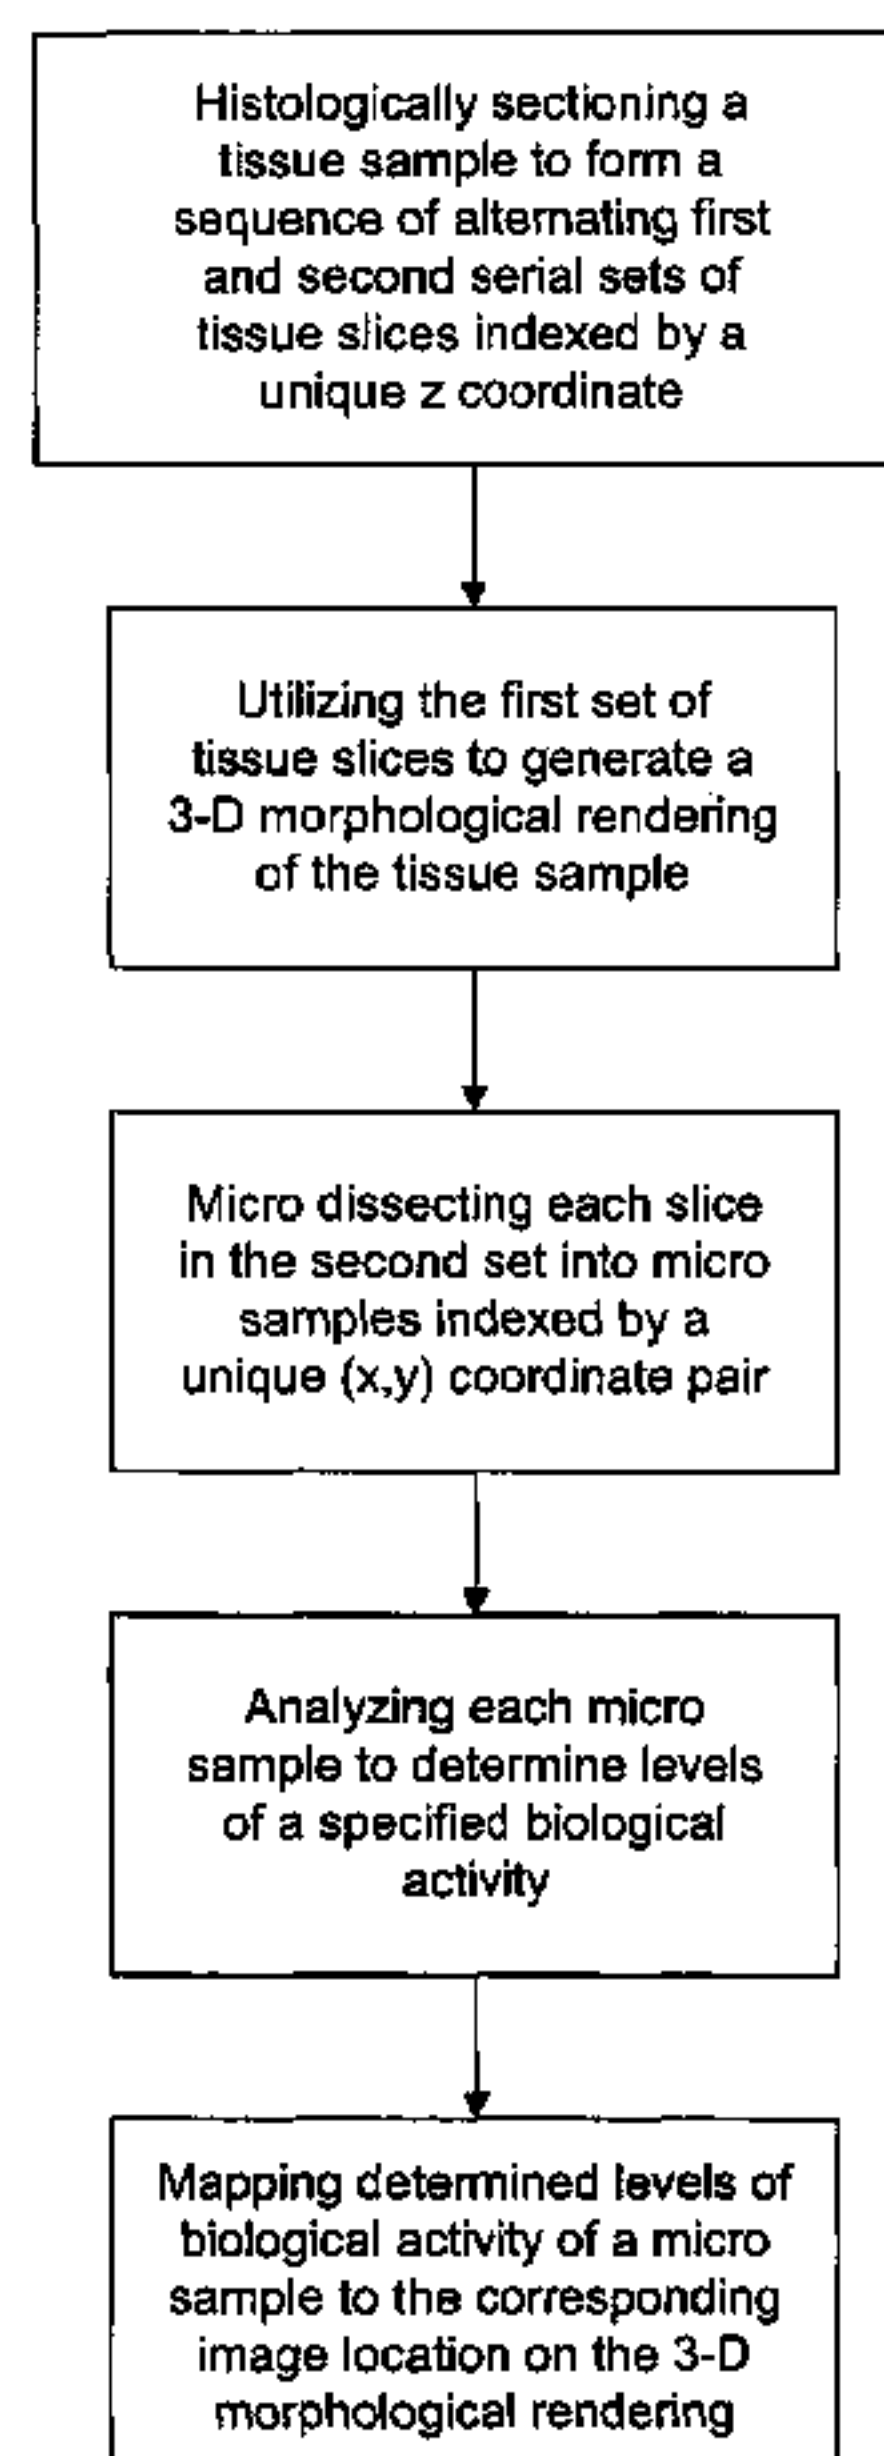 Histologically sectioning a
tissue sample to form a
sequence of alternating first
and second serial sets of
tissue slices indexed by a
unique z coordinate
Utilizing the first set of
tissue slices to generate a
3-D morphological rendering
of the tissue sample
Micro dissecting each slice
in the second set into micro
samples indexed by a
unique (x,y) coordinate pair
Analyzing each micro
sample to determine levels
of a specified biological
activity
Mapping determined levels of
biological activity of a micro
sample to the corresponding
image location on the 3-D
morphological rendering